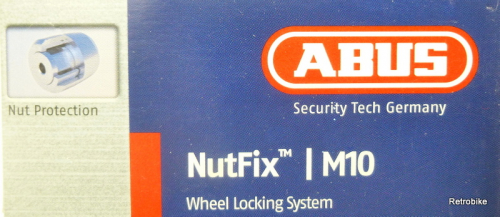 ABUS
Security Tech Germany
Nut Protection
NutFix™ | M10
Wheel Locking System
Retrobike